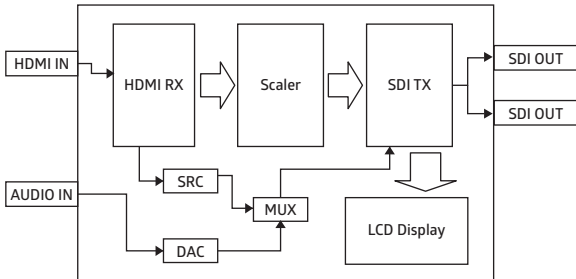 HDMI IN
HDMI RX
Scaler
SDI TX
SDI OUT
SDI OUT
AUDIO IN
SRC
MUX
DAC
LCD Display